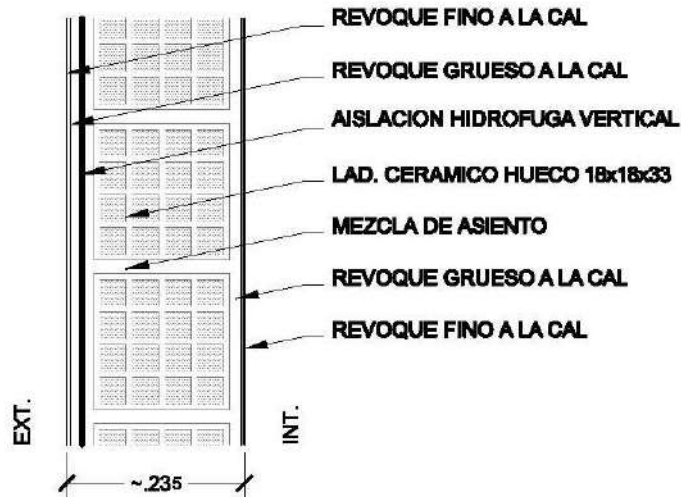 REVOQUE FINO A LA CAL
REVOQUE GRUESO A LA CAL
AISLACION HIDROFUGA VERTICAL
LAD. CERAMICO HUECO 18x18x33
MEZCLA DE ASIENTO
REVOQUE GRUESO A LA CAL
REVOQUE FINO A LA CAL
EXT.
INT.
~.235